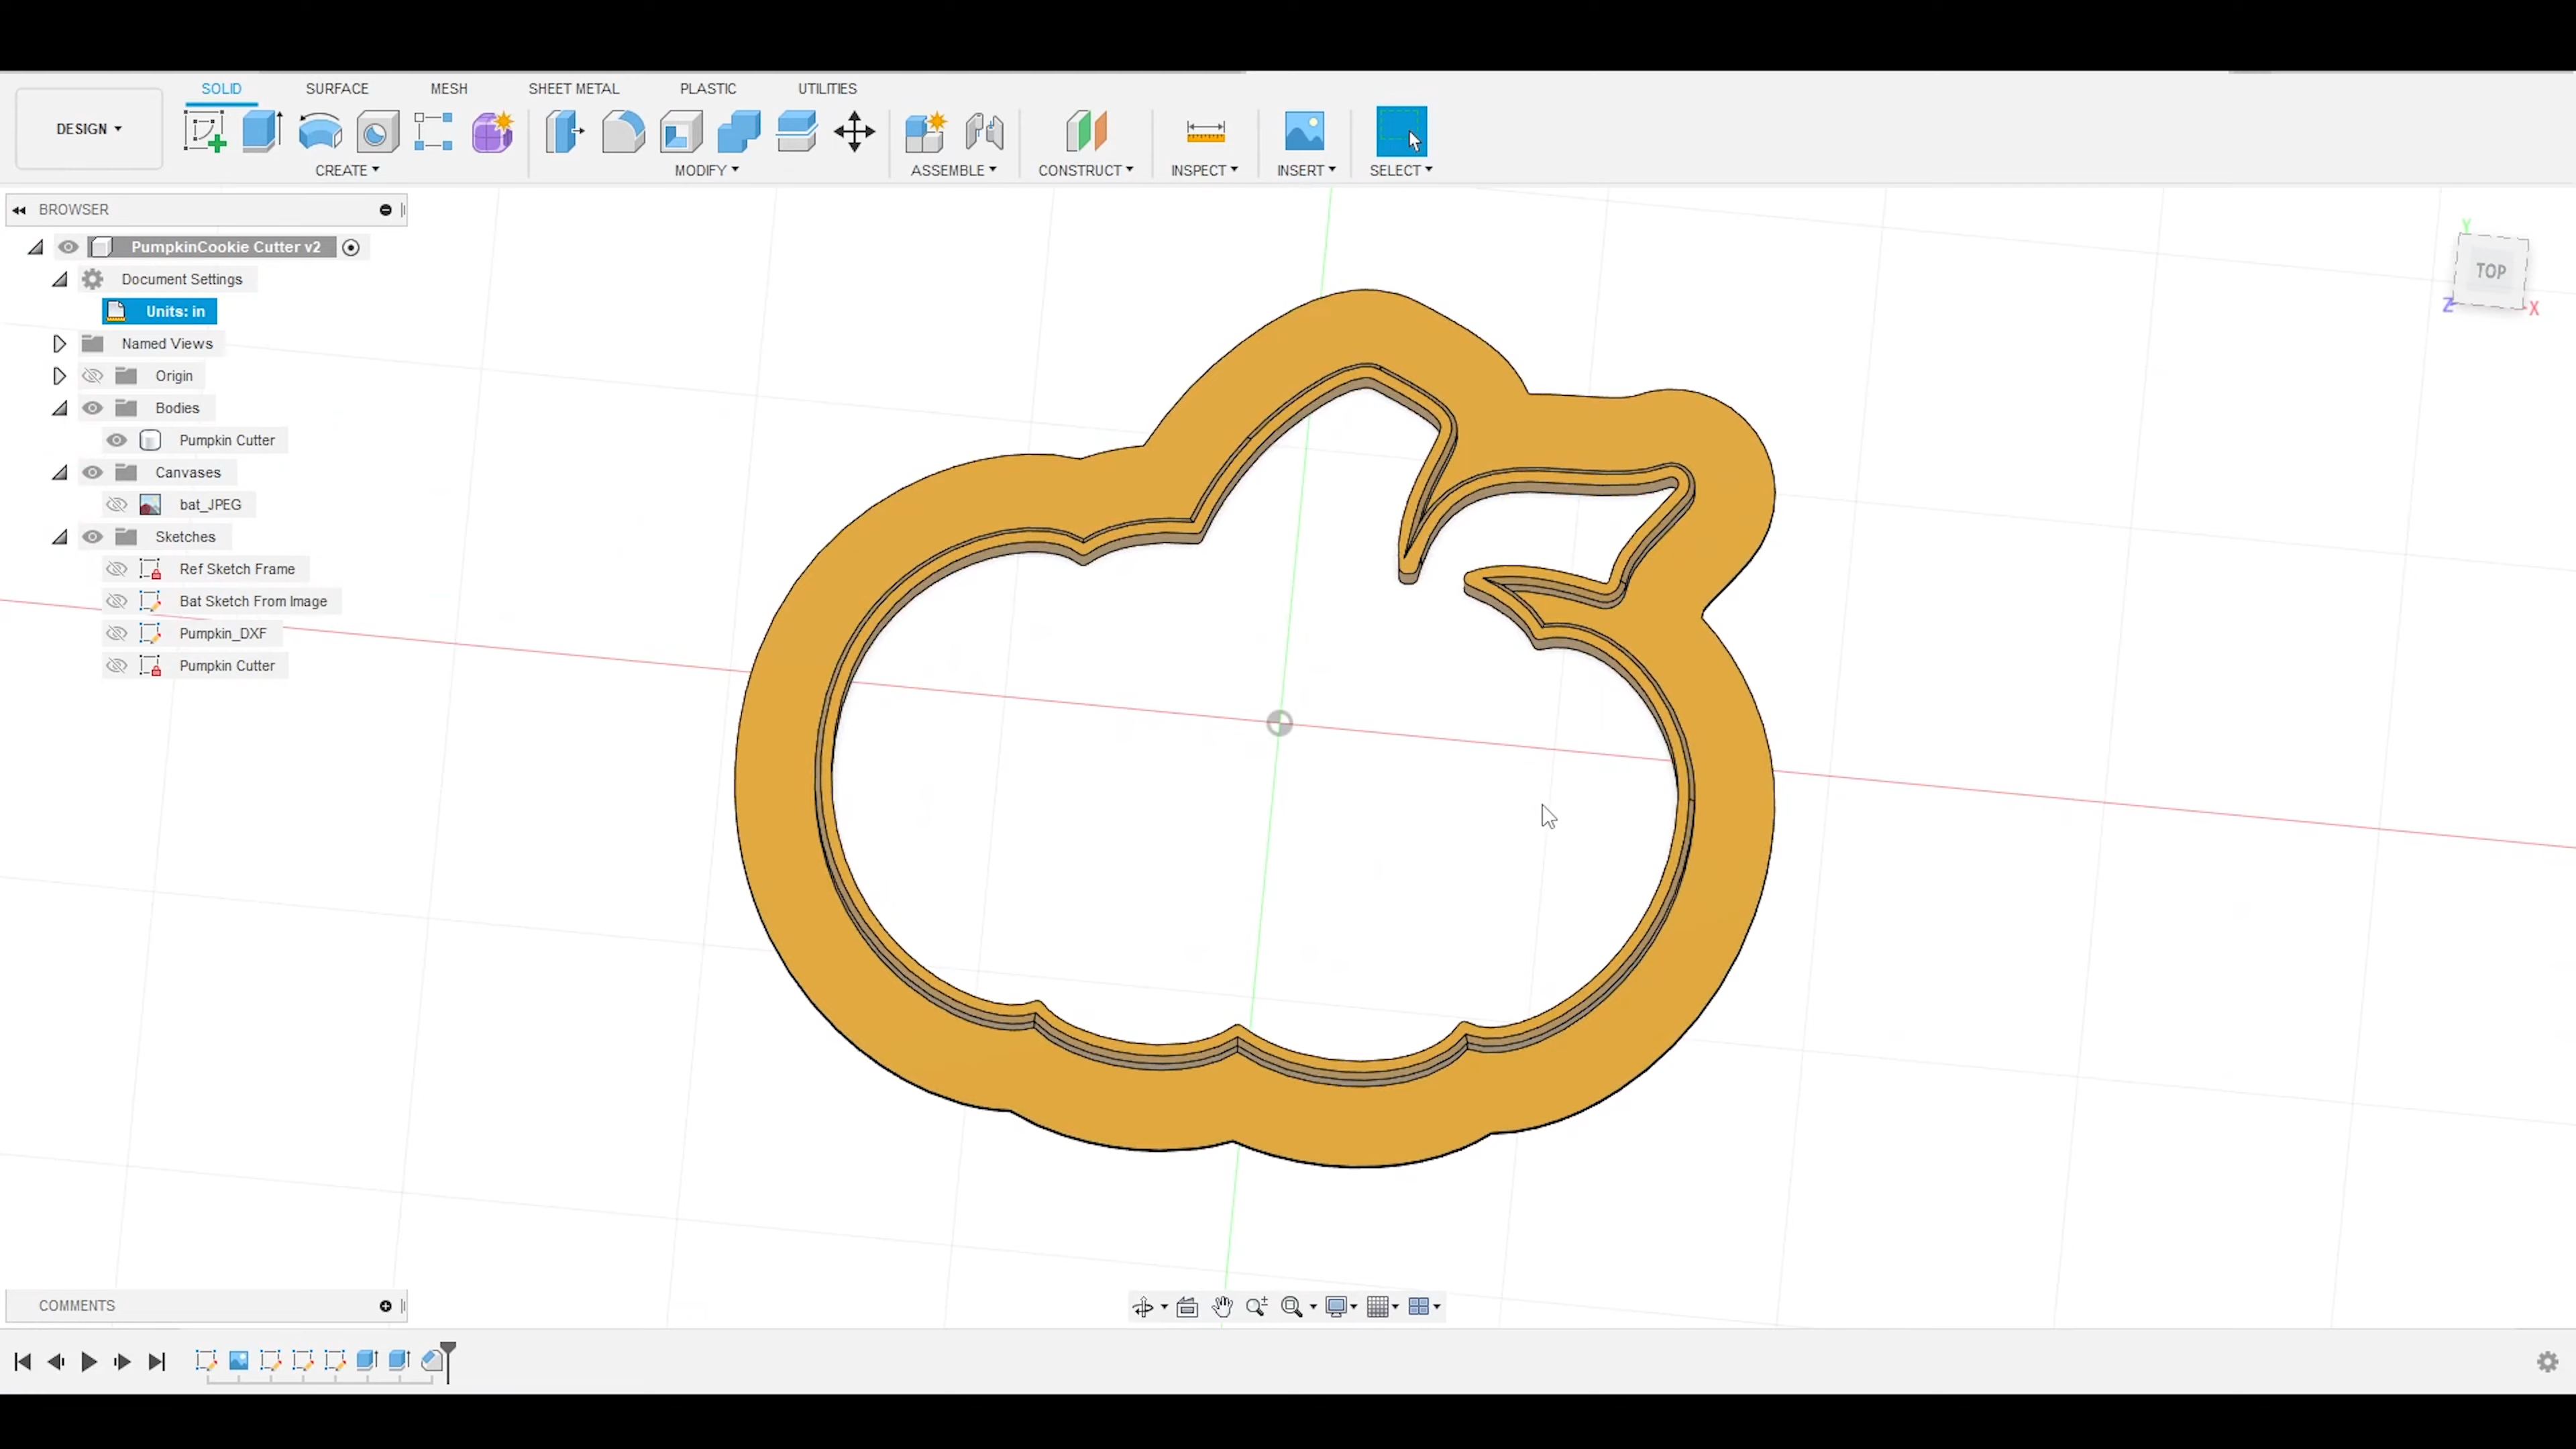 SOLID SURFACE MESH SHEET METAL PLASTIC UTILITIES
DESIGN
CREATE MODIFY ASSEMBLE CONSTRUCT INSPECT INSERT SELECT
BROWSER
PumpkinCookie Cutter v2
Document Settings
Units: in
Named Views
Origin
Bodies
Pumpkin Cutter
Canvases
bat_JPEG
Sketches
Ref Sketch Frame
Bat Sketch From Image
Pumpkin_DXF
Pumpkin Cutter
Y
TOP
Z X
COMMENTS